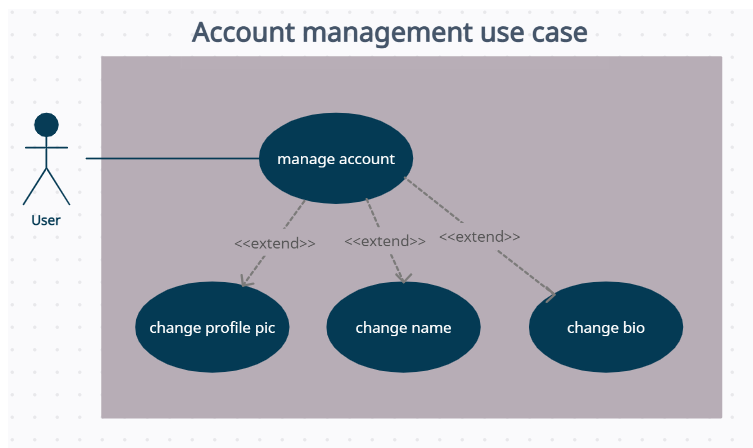 Account management use case
manage account
User
<<extend>>
<<extend>>
<<extend>>
change profile pic
change name
change bio